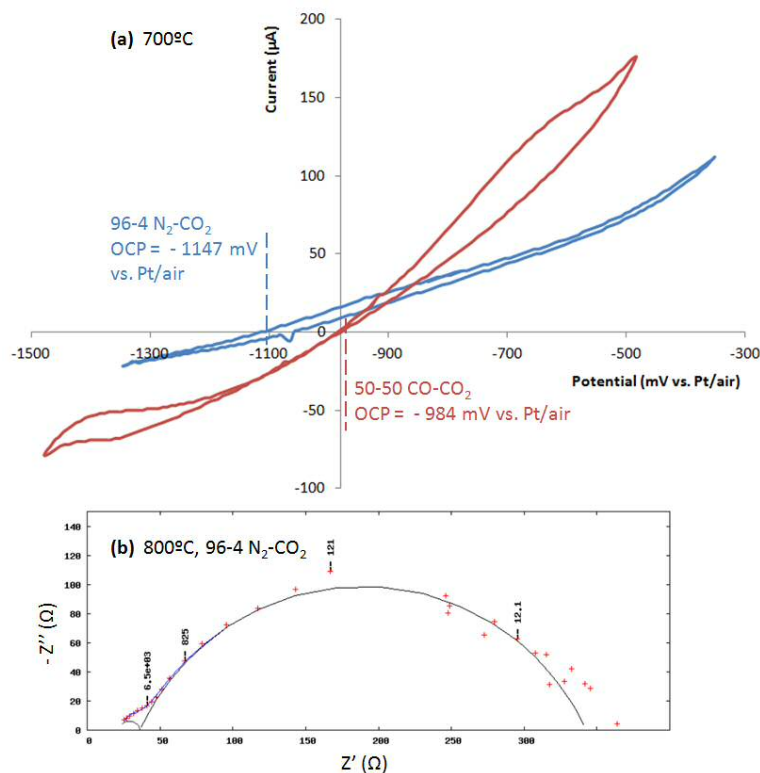 (a) 700ºC
Current (µA)
200
150
100
50
0
-50
-100
-1500
-1300
-1100
-900
-700
-500
-300
Potential (mV vs. Pt/air)
96-4 N₂-CO₂
OCP = - 1147 mV
vs. Pt/air
50-50 CO-CO₂
OCP = - 984 mV vs. Pt/air
(b) 800ºC, 96-4 N₂-CO₂
- Z'' (Ω)
140
120
100
80
60
40
20
0
6.5e+03
825
121
12.1
0
50
100
150
200
250
300
350
Z' (Ω)